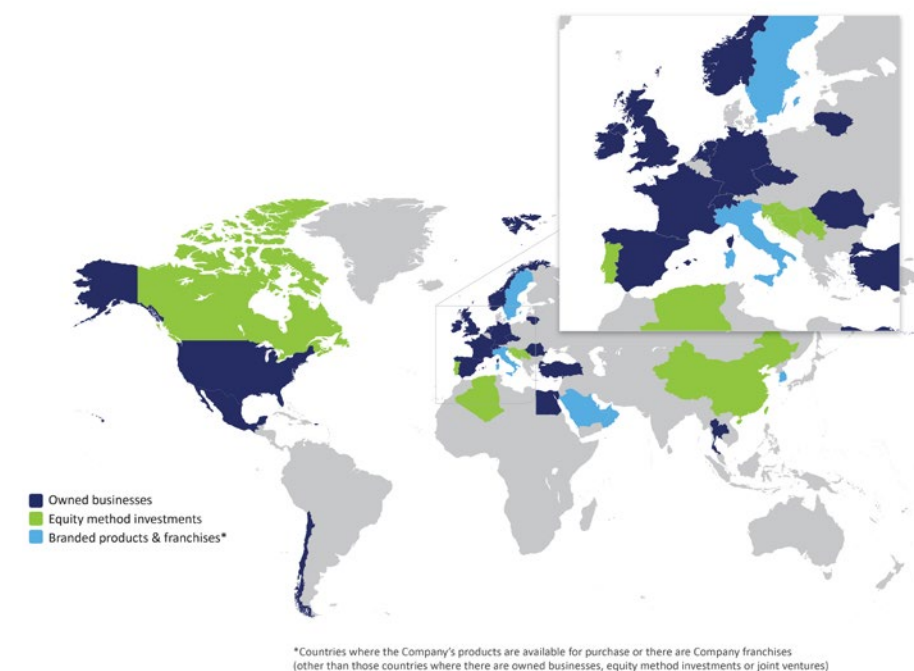 Owned businesses
Equity method investments
Branded products & franchises*
*Countries where the Company's products are available for purchase or there are Company franchises
(other than those countries where there are owned businesses, equity method investments or joint ventures)